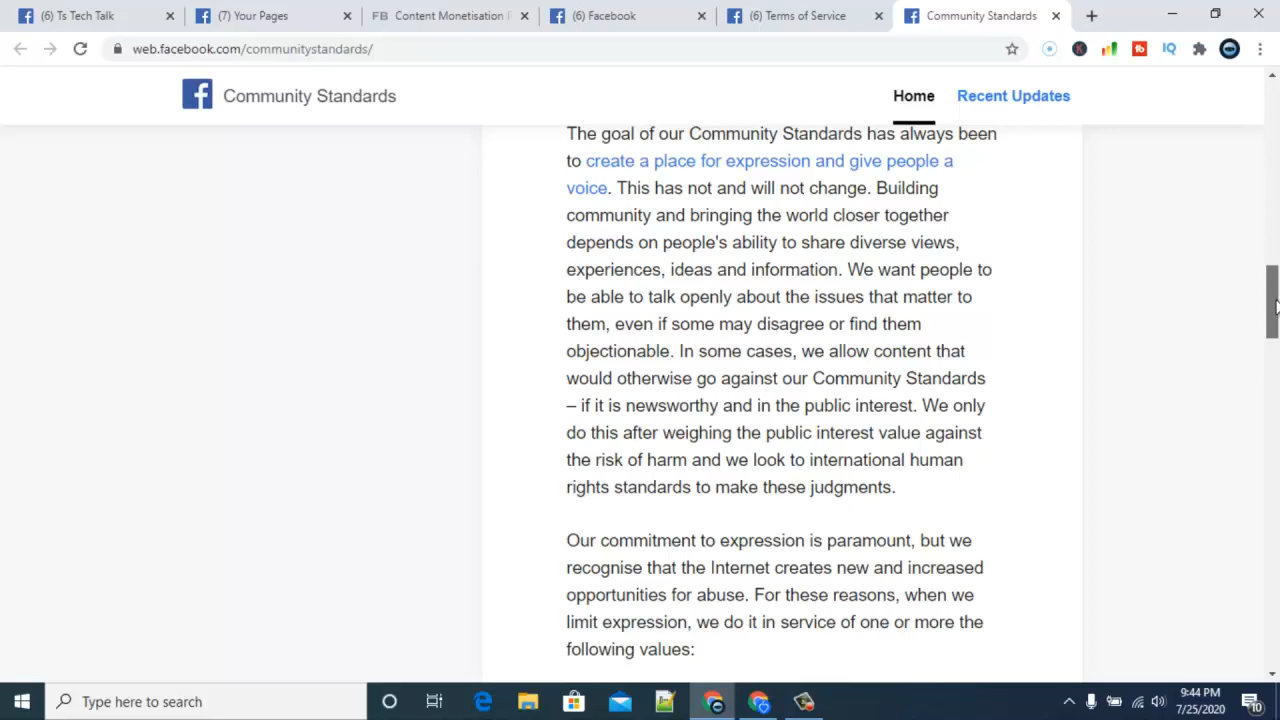 (6) Ts Tech Talk
(7) Your Pages
FB Content Monetisation
(6) Facebook
(6) Terms of Service
Community Standards
web.facebook.com/communitystandards/
Community Standards
Home
Recent Updates
The goal of our Community Standards has always been
to create a place for expression and give people a
voice. This has not and will not change. Building
community and bringing the world closer together
depends on people's ability to share diverse views,
experiences, ideas and information. We want people to
be able to talk openly about the issues that matter to
them, even if some may disagree or find them
objectionable. In some cases, we allow content that
would otherwise go against our Community Standards
– if it is newsworthy and in the public interest. We only
do this after weighing the public interest value against
the risk of harm and we look to international human
rights standards to make these judgments.
Our commitment to expression is paramount, but we
recognise that the Internet creates new and increased
opportunities for abuse. For these reasons, when we
limit expression, we do it in service of one or more the
following values:
Type here to search
9:44 PM
7/25/2020
10